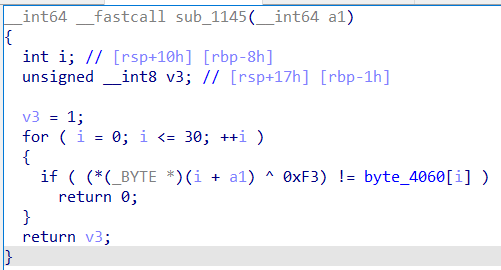 __int64 __fastcall sub_1145(__int64 a1)
{
  int i; // [rsp+10h] [rbp-8h]
  unsigned __int8 v3; // [rsp+17h] [rbp-1h]

  v3 = 1;
  for ( i = 0; i <= 30; ++i )
  {
    if ( (*(_BYTE *)(i + a1) ^ 0xF3) != byte_4060[i] )
      return 0;
  }
  return v3;
}